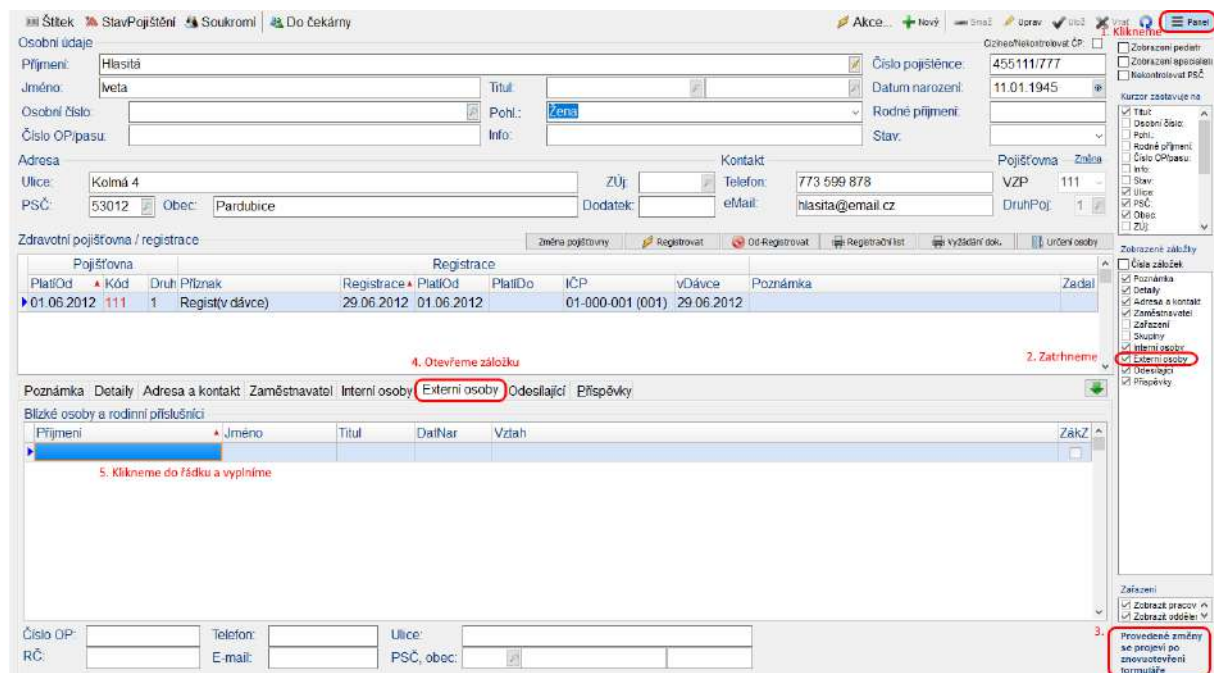 Štítek StavPojištění Soukromí Do čekárny Akce... Nový Smaž Uprav Ulož Vrať Panel
1. Klikneme
Osobní údaje Cizinec/Nekontrolovat ČP:
Příjmení: Hlasitá Číslo pojištěnce: 455111/777
Jméno: Iveta Titul: Datum narození: 11.01.1945
Osobní číslo: Pohl.: Žena Rodné příjmení:
Číslo OP/pasu: Info: Stav:
Adresa Kontakt Pojišťovna Změna
Ulice: Kolmá 4 ZÚj: Telefon: 773 599 878 VZP 111
PSČ: 53012 Obec: Pardubice Dodatek: eMail: hlasita@email.cz DruhPoj: 1
Zdravotní pojišťovna / registrace Změna pojišťovny Registrovat Od-Registrovat Registrační list Vyžádání dok. Určení osoby
Pojišťovna Registrace
PlatíOd Kód Druh Příznak Registrace PlatíOd PlatíDo IČP vDávce Poznámka Zadal
01.06.2012 111 1 Regist(v dávce) 29.06.2012 01.06.2012 01-000-001 (001) 29.06.2012
4. Otevřeme záložku
2. Zatrhneme
Poznámka Detaily Adresa a kontakt Zaměstnavatel Interní osoby Externí osoby Odesílající Příspěvky
Blízké osoby a rodinní příslušníci
Příjmení Jméno Titul DatNar Vztah ZákZ
5. Klikneme do řádku a vyplníme
Číslo OP: Telefon: Ulice:
RČ: E-mail: PSČ, obec:
Zobrazení pediatr
Zobrazení specialisti
Nekontrolovat PSČ
Kurzor zastavuje na
Titul:
Osobní číslo:
Pohl.:
Rodné příjmení:
Číslo OP/pasu:
Info:
Stav:
Ulice:
PSČ:
Obec:
ZÚj:
Zobrazené záložky
Čísla záložek
Poznámka
Detaily
Adresa a kontakt
Zaměstnavatel
Zařazení
Skupiny
Interní osoby
Externí osoby
Odesílající
Příspěvky
Zařazení
Zobrazit pracov
Zobrazit odděler
3.
Provedené změny
se projeví po
znovuotevření
formuláře